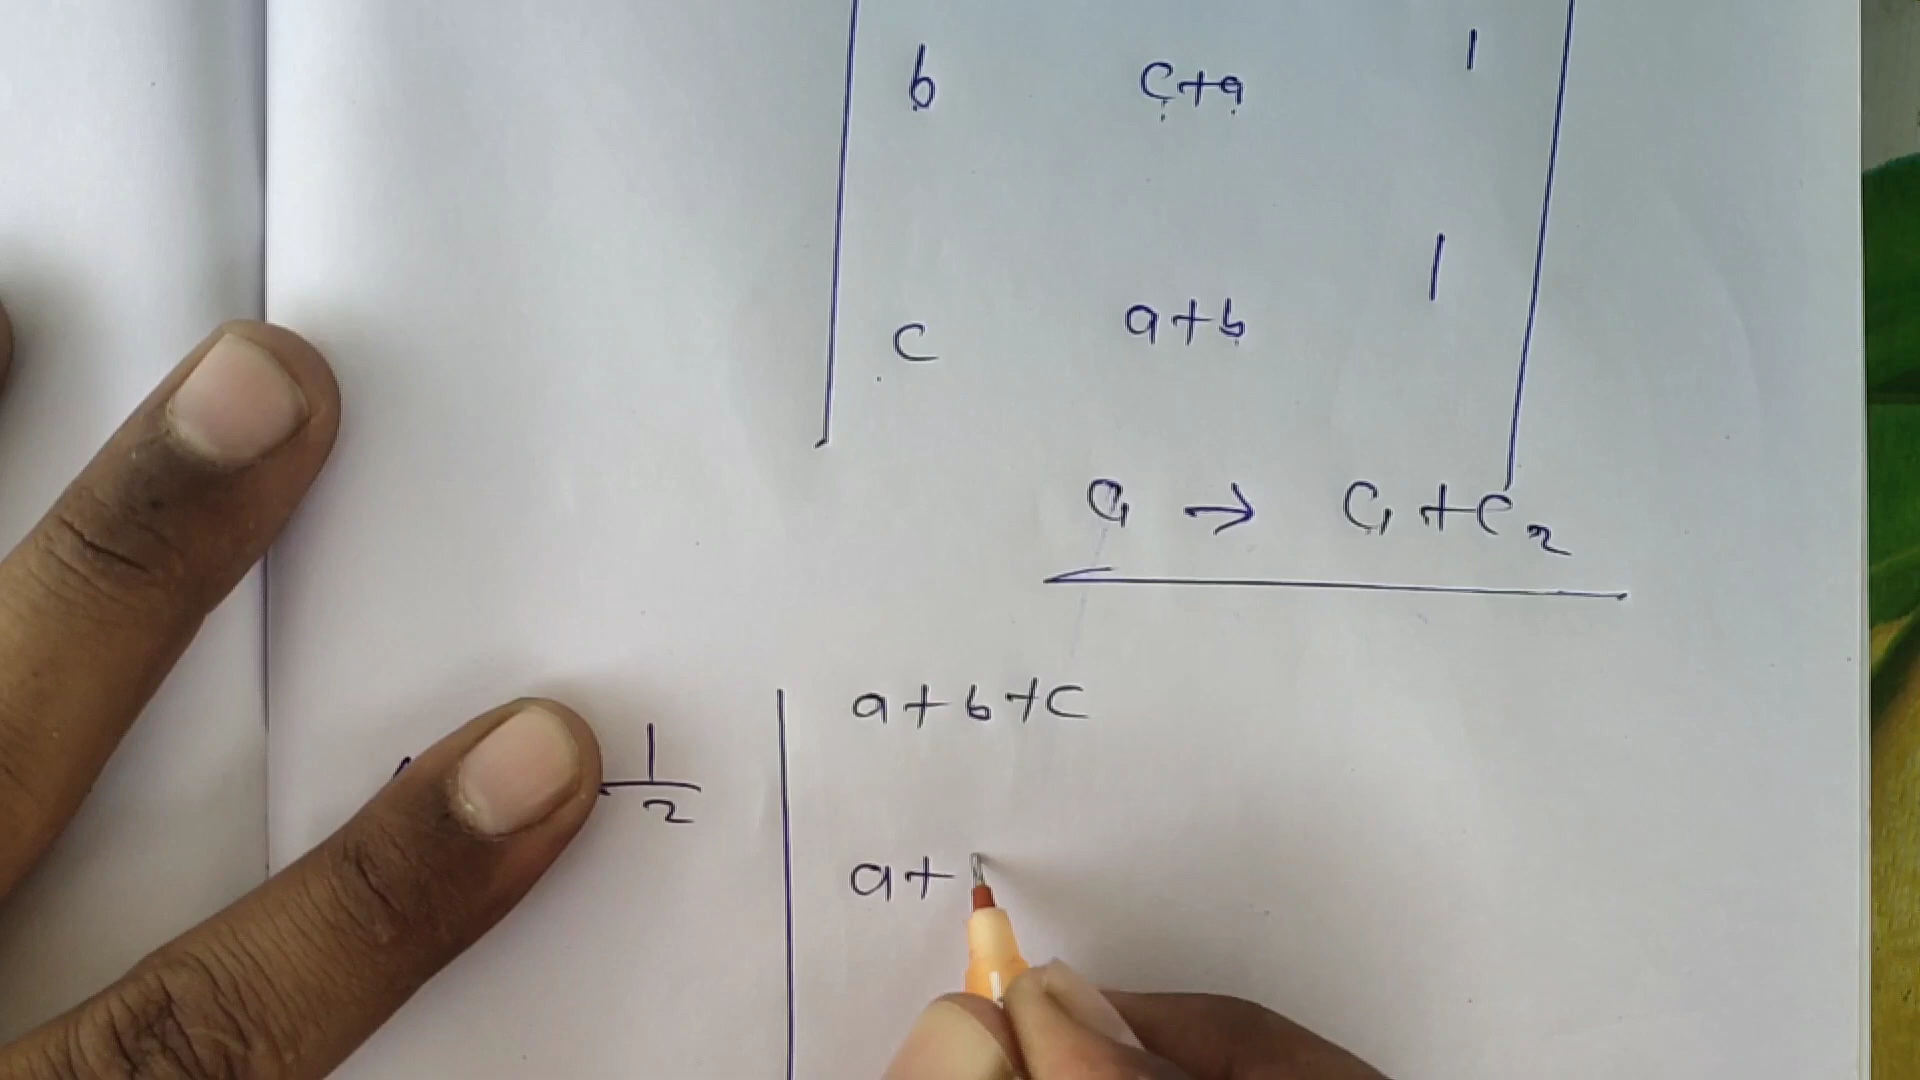 b c+a 1
c a+b 1
C₁ → C₁ + C₂
1/2 a+b+c
a+